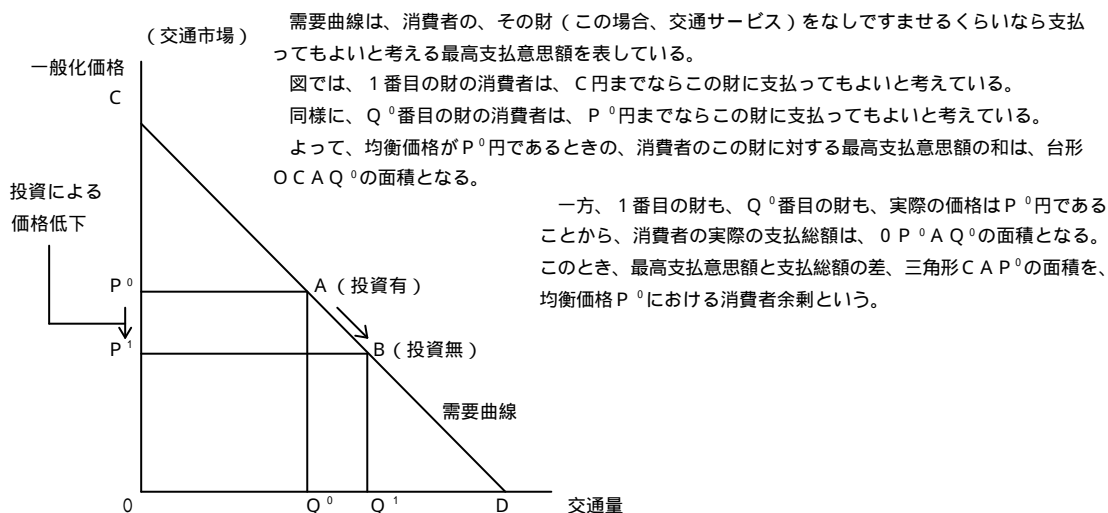 （交通市場）
需要曲線は、消費者の、その財（この場合、交通サービス）をなしですませるくらいなら支払
ってもよいと考える最高支払意思額を表している。
図では、１番目の財の消費者は、Ｃ円までならこの財に支払ってもよいと考えている。
同様に、Ｑ⁰番目の財の消費者は、Ｐ⁰円までならこの財に支払ってもよいと考えている。
よって、均衡価格がＰ⁰円であるときの、消費者のこの財に対する最高支払意思額の和は、台形
ＯＣＡＱ⁰の面積となる。
一方、１番目の財も、Ｑ⁰番目の財も、実際の価格はＰ⁰円である
ことから、消費者の実際の支払総額は、０Ｐ⁰ＡＱ⁰の面積となる。
このとき、最高支払意思額と支払総額の差、三角形ＣＡＰ⁰の面積を、
均衡価格Ｐ⁰における消費者余剰という。
一般化価格
Ｃ
投資による
価格低下
Ｐ⁰
Ａ（投資有）
Ｐ¹
Ｂ（投資無）
需要曲線
０
Ｑ⁰
Ｑ¹
Ｄ
交通量